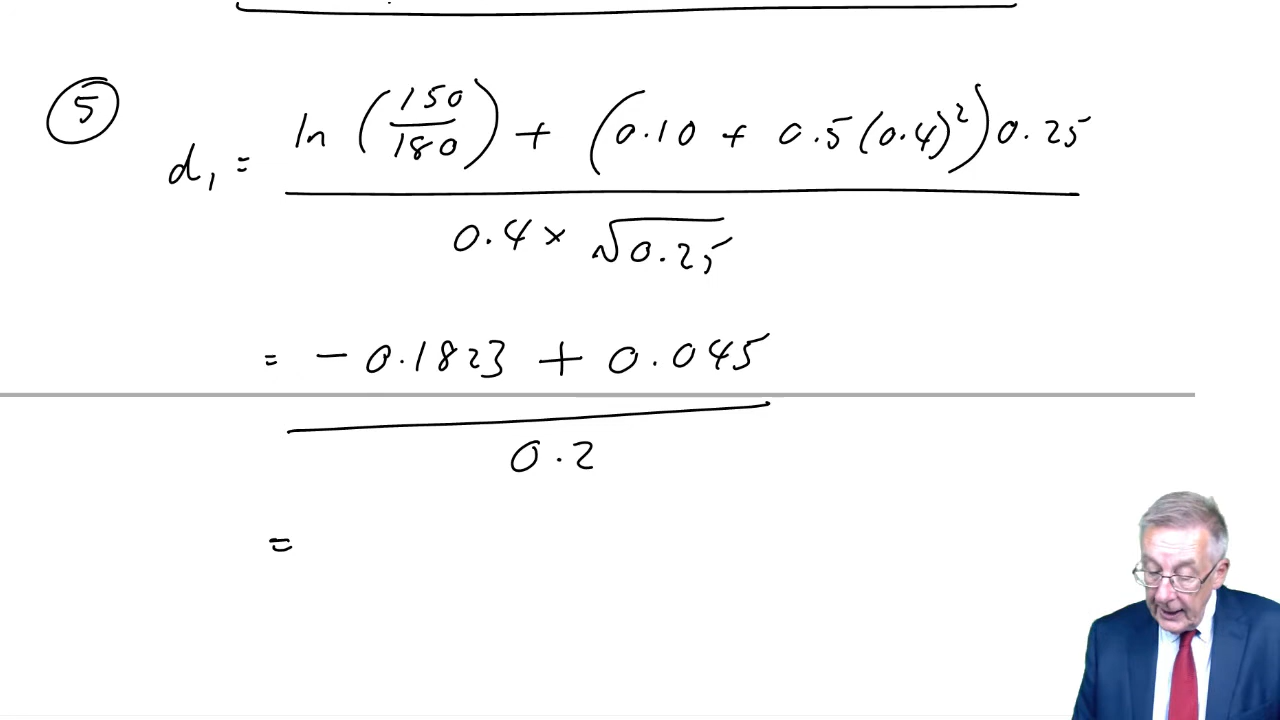 ⑤ d₁ = ln (150/180) + (0.10 + 0.5(0.4)²)0.25
0.4 × √0.25
= - 0.1823 + 0.045
0.2
=